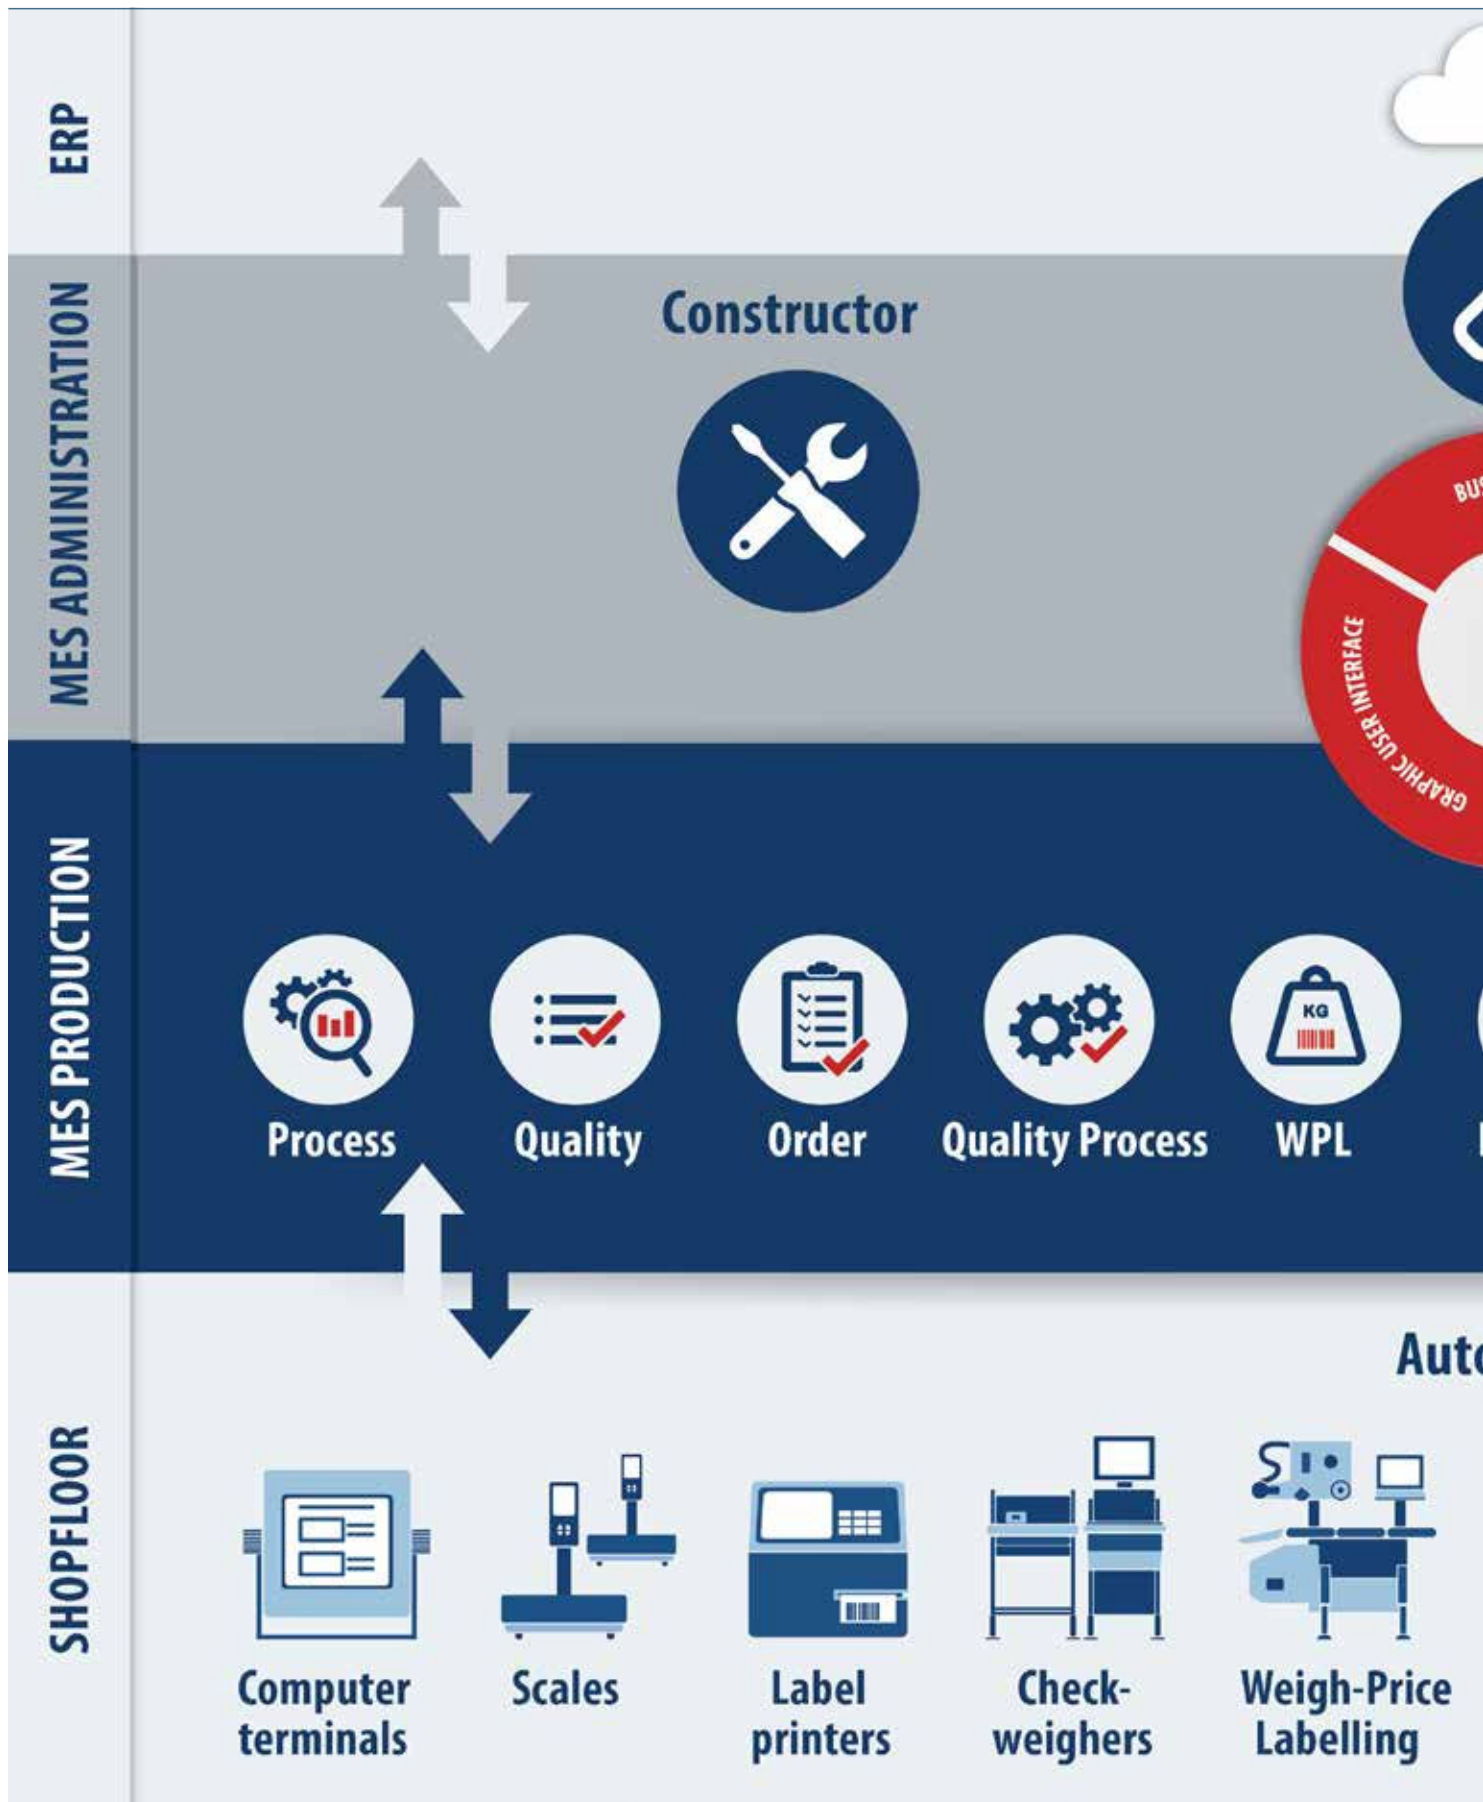 ERP
MES ADMINISTRATION
Constructor
GRAPHIC USER INTERFACE
MES PRODUCTION
KG
Process
Quality
Order
Quality Process
WPL
SHOPFLOOR
Computer
terminals
Scales
Label
printers
Check-
weighers
Weigh-Price
Labelling